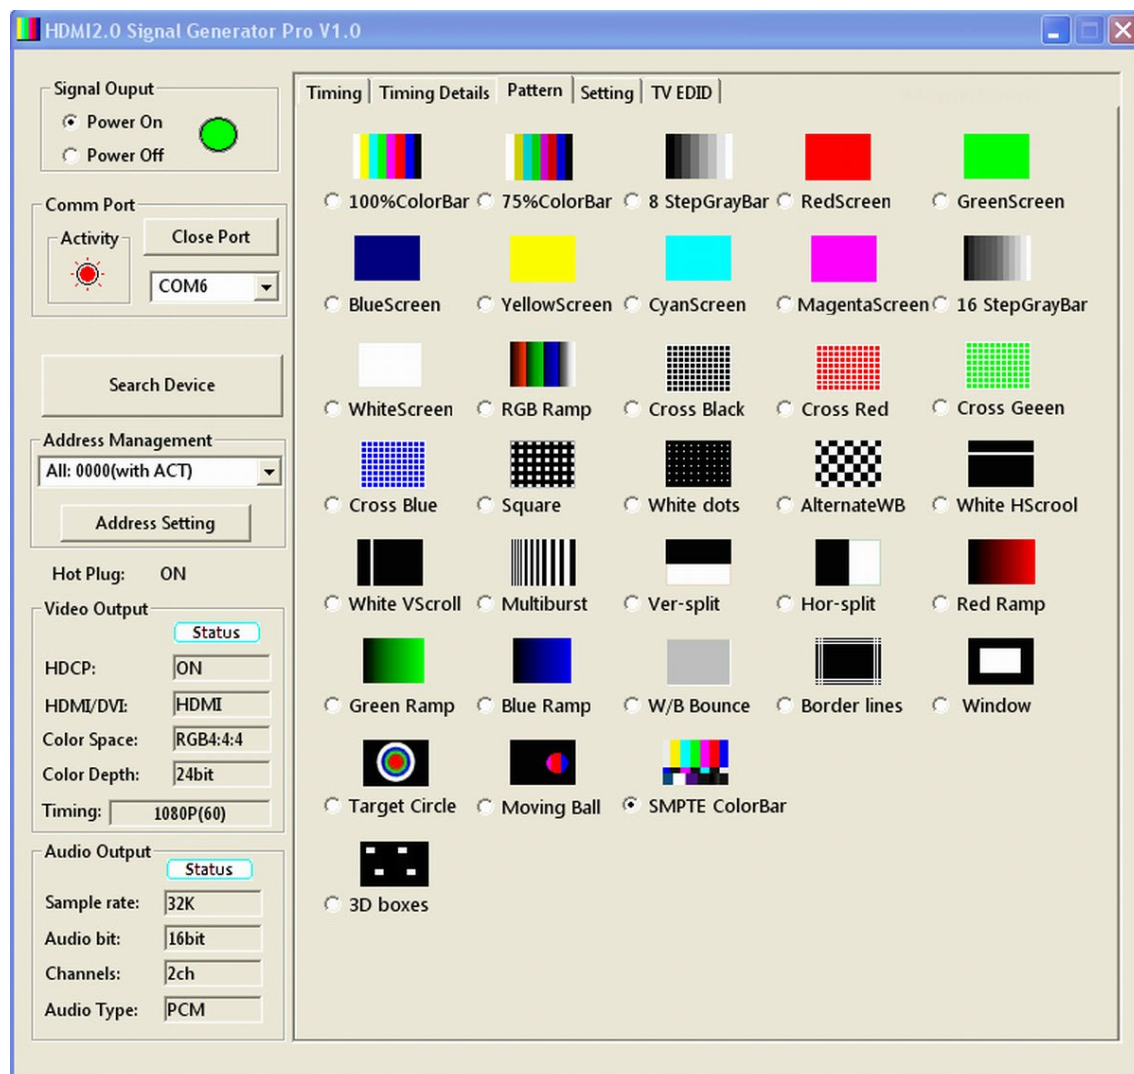 HDMI2.0 Signal Generator Pro V1.0
Signal Ouput
Power On
Power Off
Comm Port
Activity
Close Port
COM6
Search Device
Address Management
All: 0000(with ACT)
Address Setting
Hot Plug: ON
Video Output
Status
HDCP: ON
HDMI/DVI: HDMI
Color Space: RGB4:4:4
Color Depth: 24bit
Timing: 1080P(60)
Audio Output
Status
Sample rate: 32K
Audio bit: 16bit
Channels: 2ch
Audio Type: PCM
Timing Timing Details Pattern Setting TV EDID
100%ColorBar 75%ColorBar 8 StepGrayBar RedScreen GreenScreen
BlueScreen YellowScreen CyanScreen MagentaScreen 16 StepGrayBar
WhiteScreen RGB Ramp Cross Black Cross Red Cross Geeen
Cross Blue Square White dots AlternateWB White HScrool
White VScroll Multiburst Ver-split Hor-split Red Ramp
Green Ramp Blue Ramp W/B Bounce Border lines Window
Target Circle Moving Ball SMPTE ColorBar
3D boxes